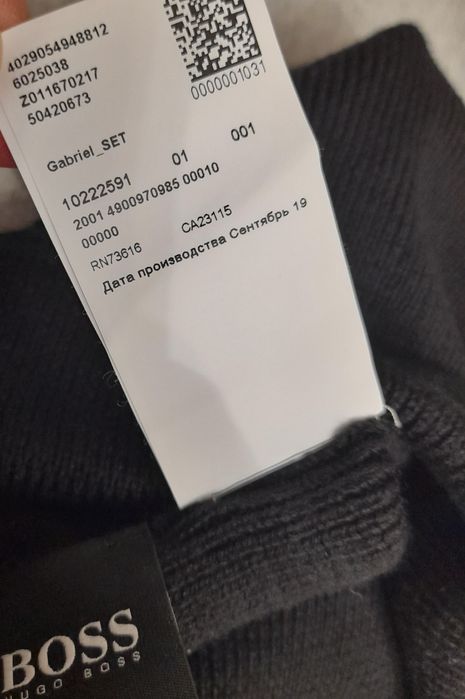 4029054948812
6025038
Z011670217
50420673
0000001031
Gabriel_SET
10222591 01 001
2001 4900970985 00010
00000
RN73616 CA23115
Дата производства Сентябрь 19
BOSS
HUGO BOSS